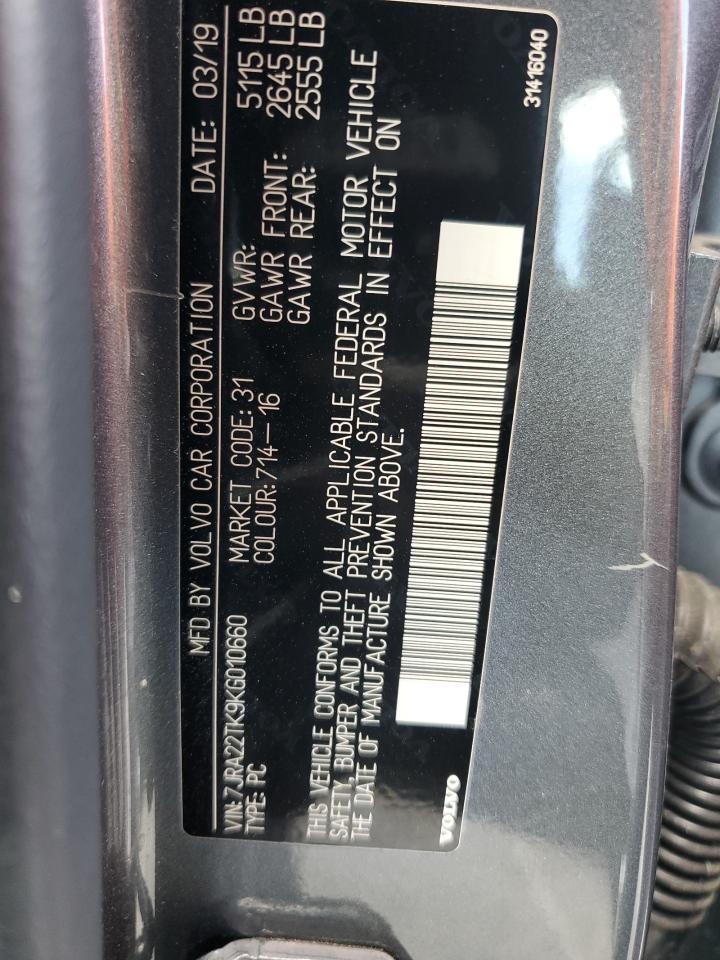 MFD BY VOLVO CAR CORPORATION DATE: 03/19
VIN: 7JRA22TK9KG010660 MARKET CODE: 31 GVWR: 5115 LB
TYPE: PC COLOUR: 714-16 GAWR FRONT: 2645 LB
GAWR REAR: 2555 LB
THIS VEHICLE CONFORMS TO ALL APPLICABLE FEDERAL MOTOR VEHICLE
SAFETY, BUMPER AND THEFT PREVENTION STANDARDS IN EFFECT ON
THE DATE OF MANUFACTURE SHOWN ABOVE.
VOLVO 31416040